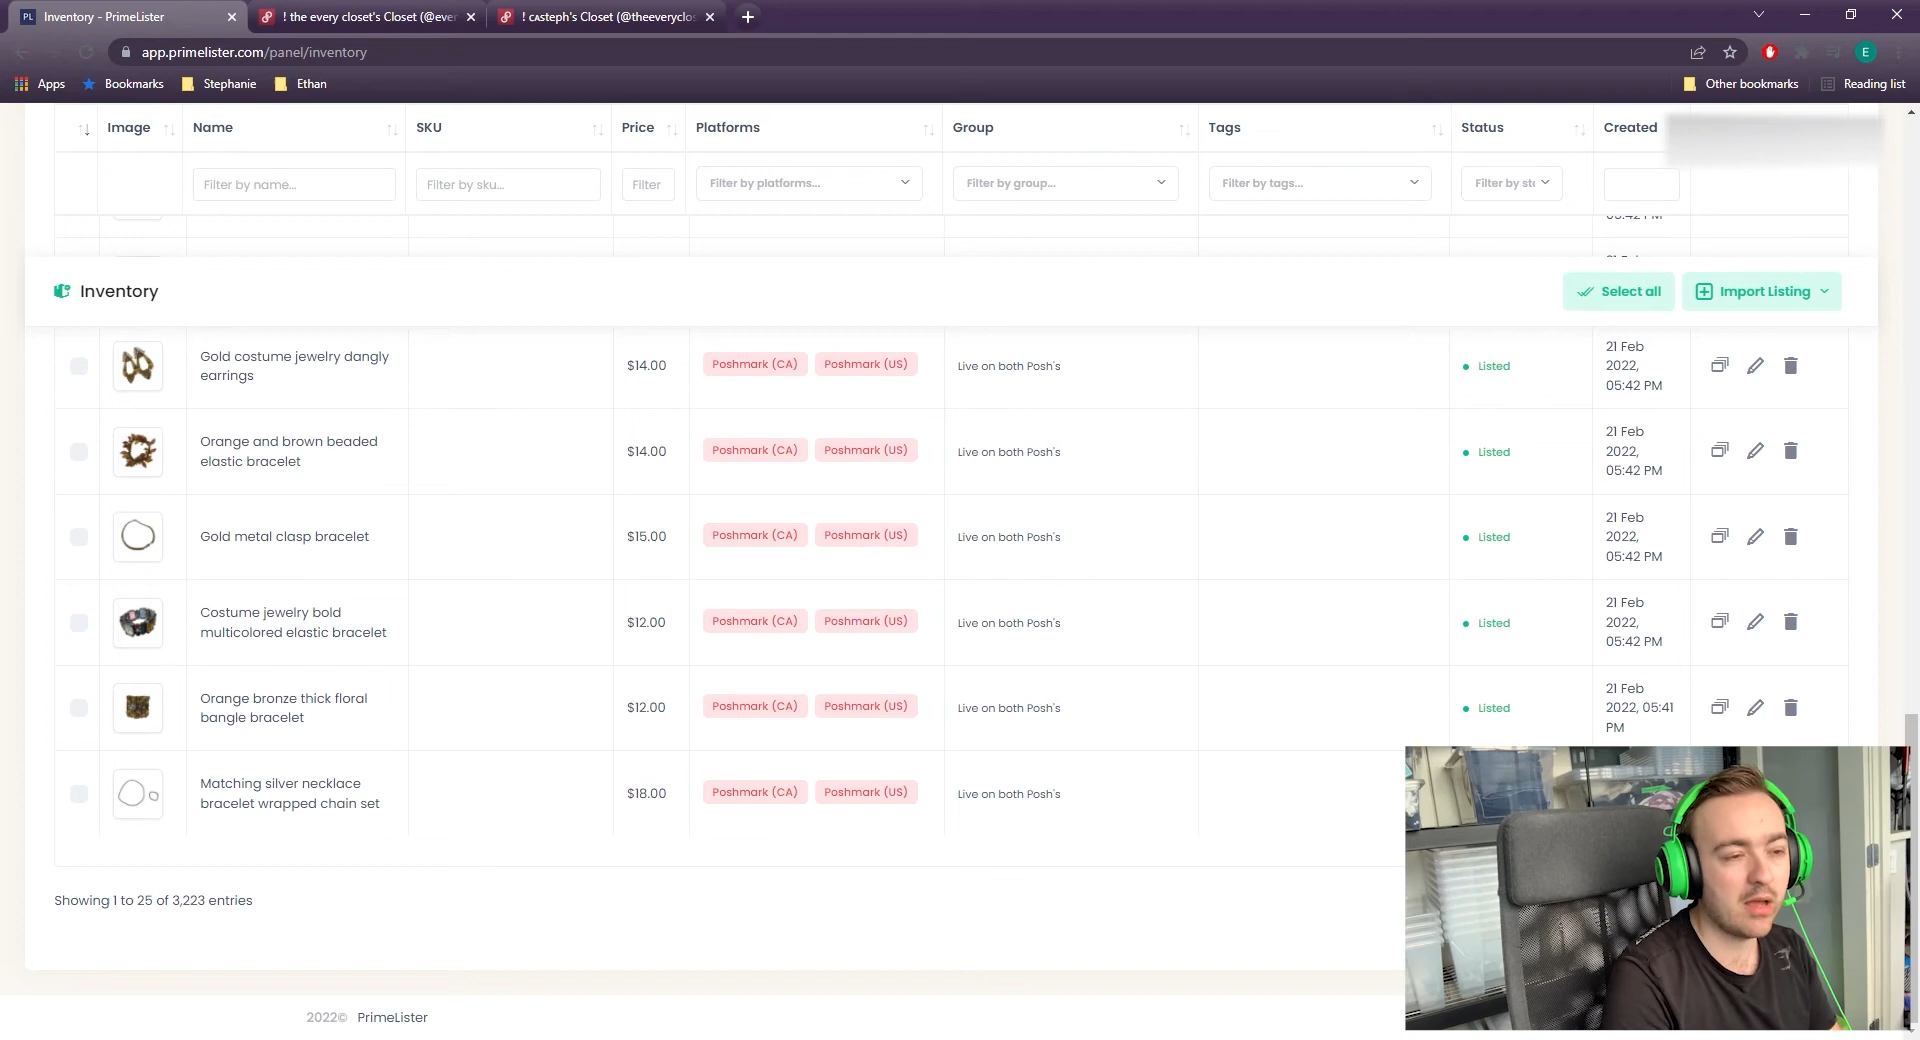 PL Inventory - PrimeLister
! the every closet's Closet (@ever
! cᴀsteph's Closet (@theeveryclos
app.primelister.com/panel/inventory
E
Apps Bookmarks Stephanie Ethan Other bookmarks Reading list
Image Name SKU Price Platforms Group Tags Status Created
Filter by name... Filter by sku... Filter Filter by platforms... Filter by group... Filter by tags... Filter by sta
05:42 PM
21 Feb
Inventory Select all Import Listing
Gold costume jewelry dangly
earrings
$14.00 Poshmark (CA) Poshmark (US) Live on both Posh's Listed
21 Feb
2022,
05:42 PM
Orange and brown beaded
elastic bracelet
$14.00 Poshmark (CA) Poshmark (US) Live on both Posh's Listed
21 Feb
2022,
05:42 PM
Gold metal clasp bracelet
$15.00 Poshmark (CA) Poshmark (US) Live on both Posh's Listed
21 Feb
2022,
05:42 PM
Costume jewelry bold
multicolored elastic bracelet
$12.00 Poshmark (CA) Poshmark (US) Live on both Posh's Listed
21 Feb
2022,
05:42 PM
Orange bronze thick floral
bangle bracelet
$12.00 Poshmark (CA) Poshmark (US) Live on both Posh's Listed
21 Feb
2022, 05:41
PM
Matching silver necklace
bracelet wrapped chain set
$18.00 Poshmark (CA) Poshmark (US) Live on both Posh's
Showing 1 to 25 of 3,223 entries
2022© PrimeLister